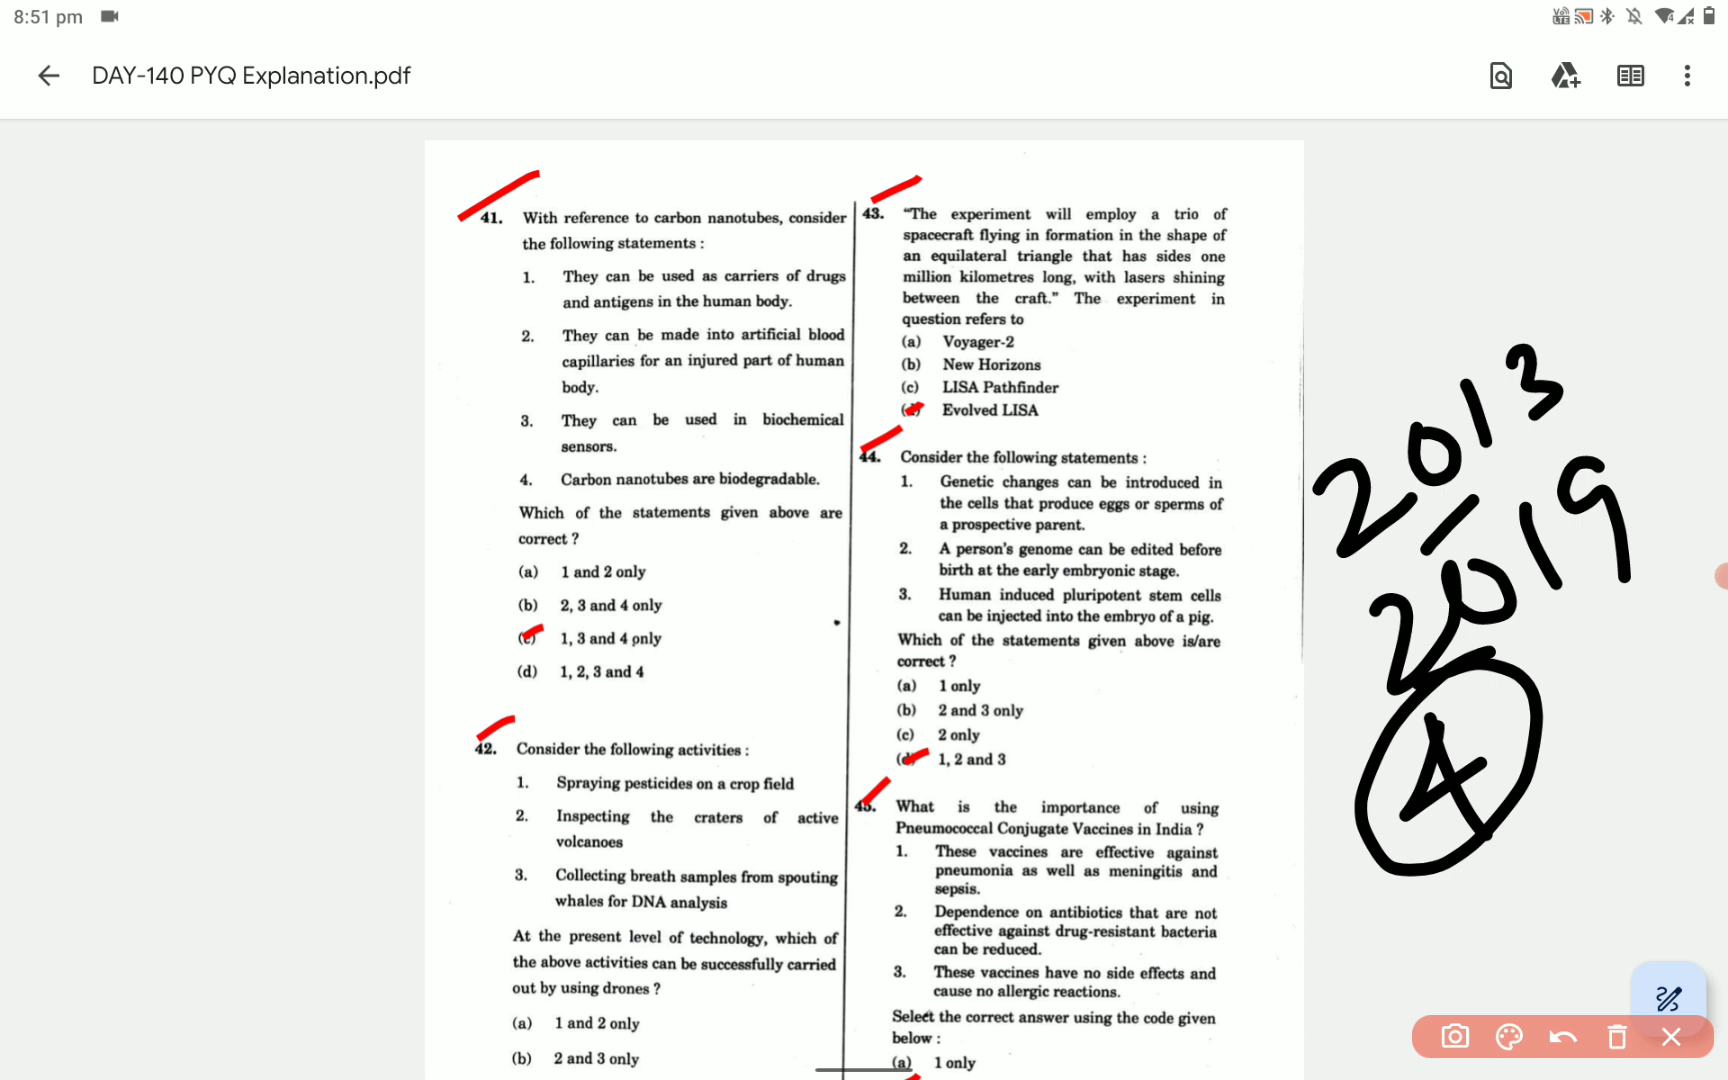 8:51 pm
DAY-140 PYQ Explanation.pdf
41. With reference to carbon nanotubes, consider
the following statements :
1. They can be used as carriers of drugs
and antigens in the human body.
2. They can be made into artificial blood
capillaries for an injured part of human
body.
3. They can be used in biochemical
sensors.
4. Carbon nanotubes are biodegradable.
Which of the statements given above are
correct ?
(a) 1 and 2 only
(b) 2, 3 and 4 only
(c) 1, 3 and 4 only
(d) 1, 2, 3 and 4
42. Consider the following activities :
1. Spraying pesticides on a crop field
2. Inspecting the craters of active
volcanoes
3. Collecting breath samples from spouting
whales for DNA analysis
At the present level of technology, which of
the above activities can be successfully carried
out by using drones ?
(a) 1 and 2 only
(b) 2 and 3 only
43. "The experiment will employ a trio of
spacecraft flying in formation in the shape of
an equilateral triangle that has sides one
million kilometres long, with lasers shining
between the craft." The experiment in
question refers to
(a) Voyager-2
(b) New Horizons
(c) LISA Pathfinder
(d) Evolved LISA
44. Consider the following statements :
1. Genetic changes can be introduced in
the cells that produce eggs or sperms of
a prospective parent.
2. A person's genome can be edited before
birth at the early embryonic stage.
3. Human induced pluripotent stem cells
can be injected into the embryo of a pig.
Which of the statements given above is/are
correct ?
(a) 1 only
(b) 2 and 3 only
(c) 2 only
(d) 1, 2 and 3
45. What is the importance of using
Pneumococcal Conjugate Vaccines in India ?
1. These vaccines are effective against
pneumonia as well as meningitis and
sepsis.
2. Dependence on antibiotics that are not
effective against drug-resistant bacteria
can be reduced.
3. These vaccines have no side effects and
cause no allergic reactions.
Select the correct answer using the code given
below :
(a) 1 only
2013
2019
4